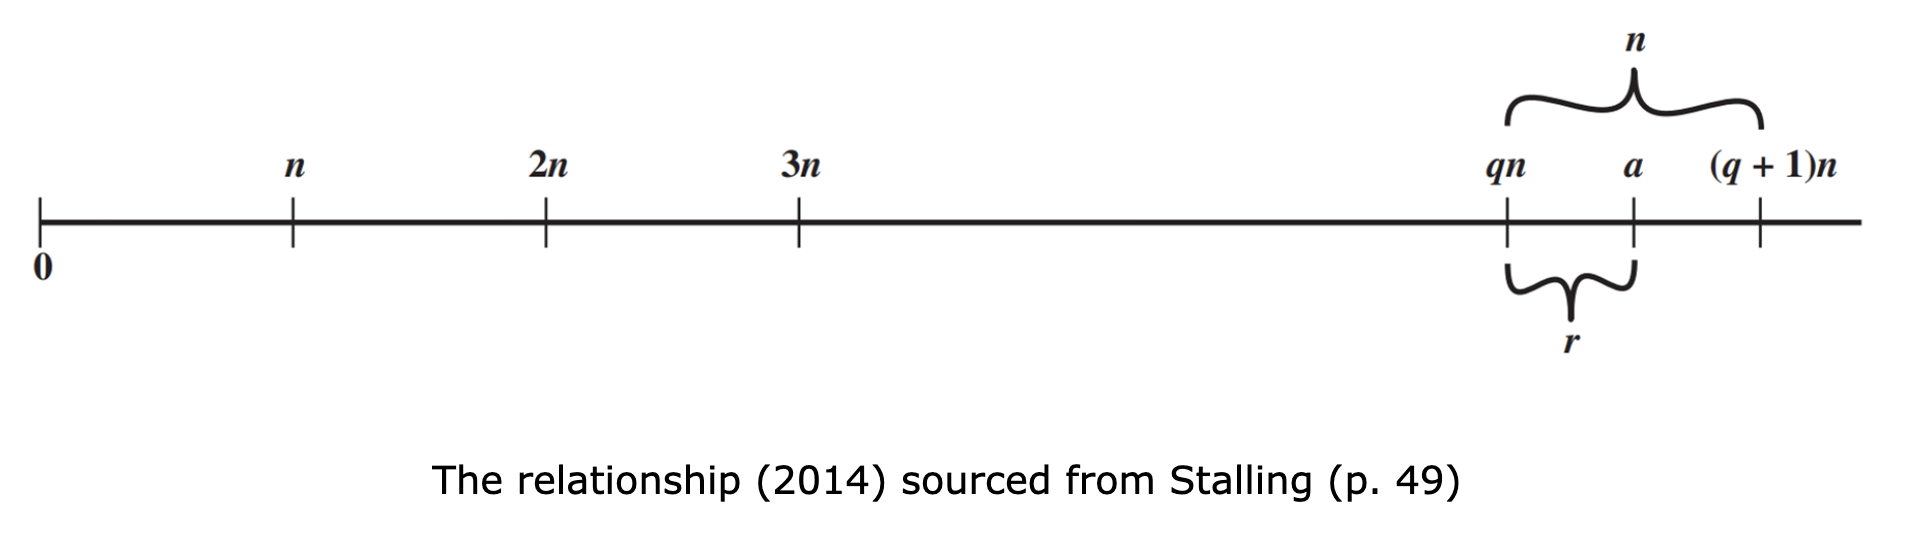 n
n 2n 3n qn a (q + 1)n
0
r
The relationship (2014) sourced from Stalling (p. 49)